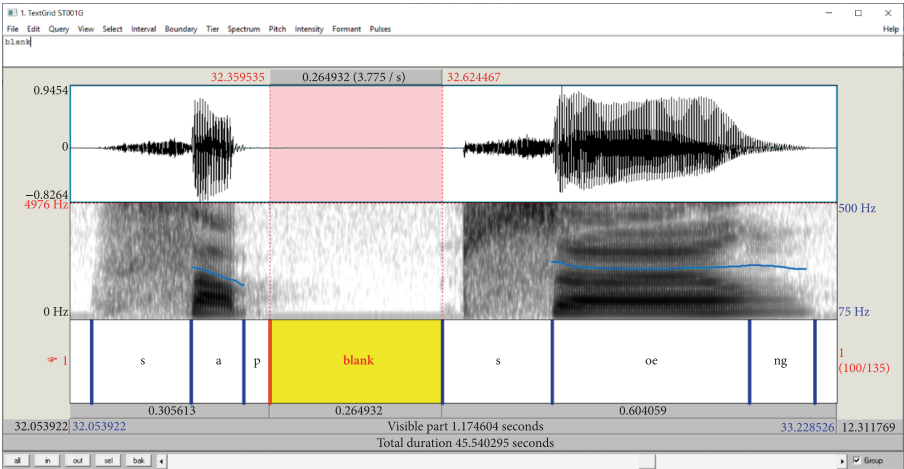 1. TextGrid ST001G
File Edit Query View Select Interval Boundary Tier Spectrum Pitch Intensity Formant Pulses Help
blank
32.359535 0.264932 (3.775 / s) 32.624467
0.9454
0
−0.8264
4976 Hz 500 Hz
0 Hz 75 Hz
☞ 1 s a p blank s oe ng 1
(100/135)
0.305613 0.264932 0.604059
32.053922 32.053922 Visible part 1.174604 seconds 33.228526 12.311769
Total duration 45.540295 seconds
all in out sel bak Group